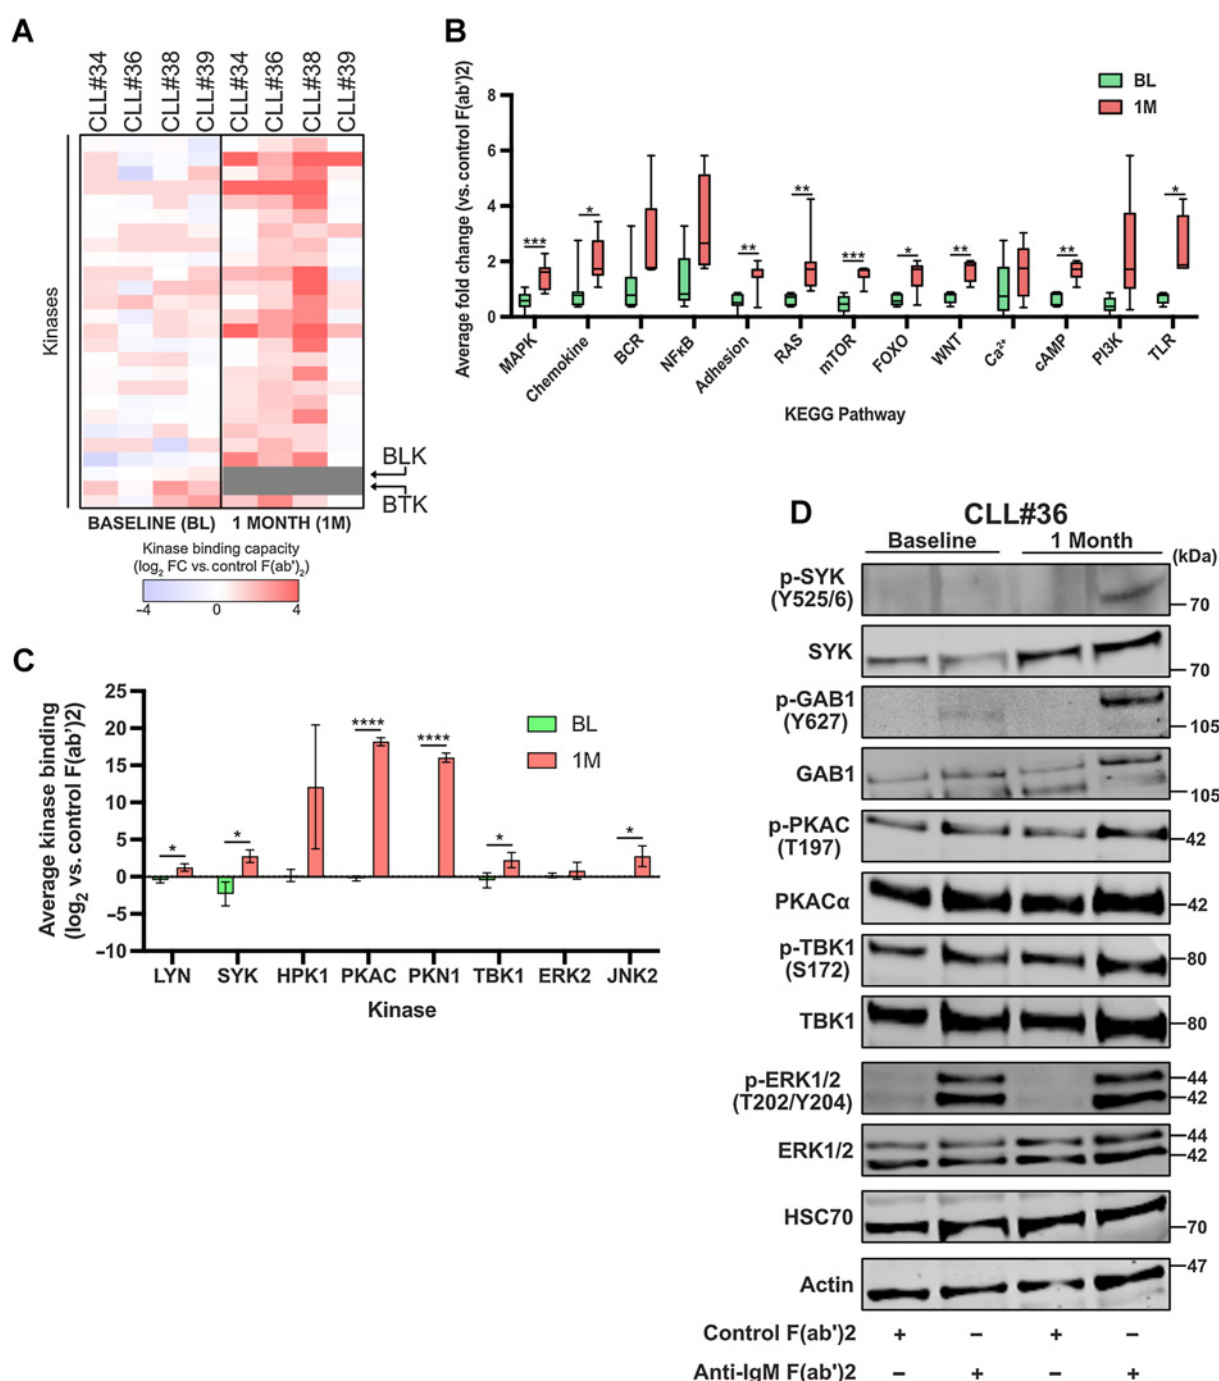 A
CLL#34
CLL#36
CLL#38
CLL#39
CLL#34
CLL#36
CLL#38
CLL#39
Kinases
BLK
BTK
BASELINE (BL)
1 MONTH (1M)
Kinase binding capacity
(log₂ FC vs. control F(ab')₂)
−4
0
4
B
Average fold change (vs. control F(ab')2)
8
6
4
2
0
BL
1M
***
*
**
**
***
*
**
**
*
MAPK
Chemokine
BCR
NFκB
Adhesion
RAS
mTOR
FOXO
WNT
Ca²⁺
cAMP
PI3K
TLR
KEGG Pathway
C
Average kinase binding
(log₂ vs. control F(ab')2)
25
20
15
10
5
0
−5
−10
BL
1M
*
*
****
****
*
*
LYN
SYK
HPK1
PKAC
PKN1
TBK1
ERK2
JNK2
Kinase
D
CLL#36
Baseline
1 Month
(kDa)
p-SYK
(Y525/6)
70
SYK
70
p-GAB1
(Y627)
105
GAB1
105
p-PKAC
(T197)
42
PKACα
42
p-TBK1
(S172)
80
TBK1
80
p-ERK1/2
(T202/Y204)
44
42
ERK1/2
44
42
HSC70
70
Actin
47
Control F(ab')2 + − + −
Anti-IgM F(ab')2 − + − +